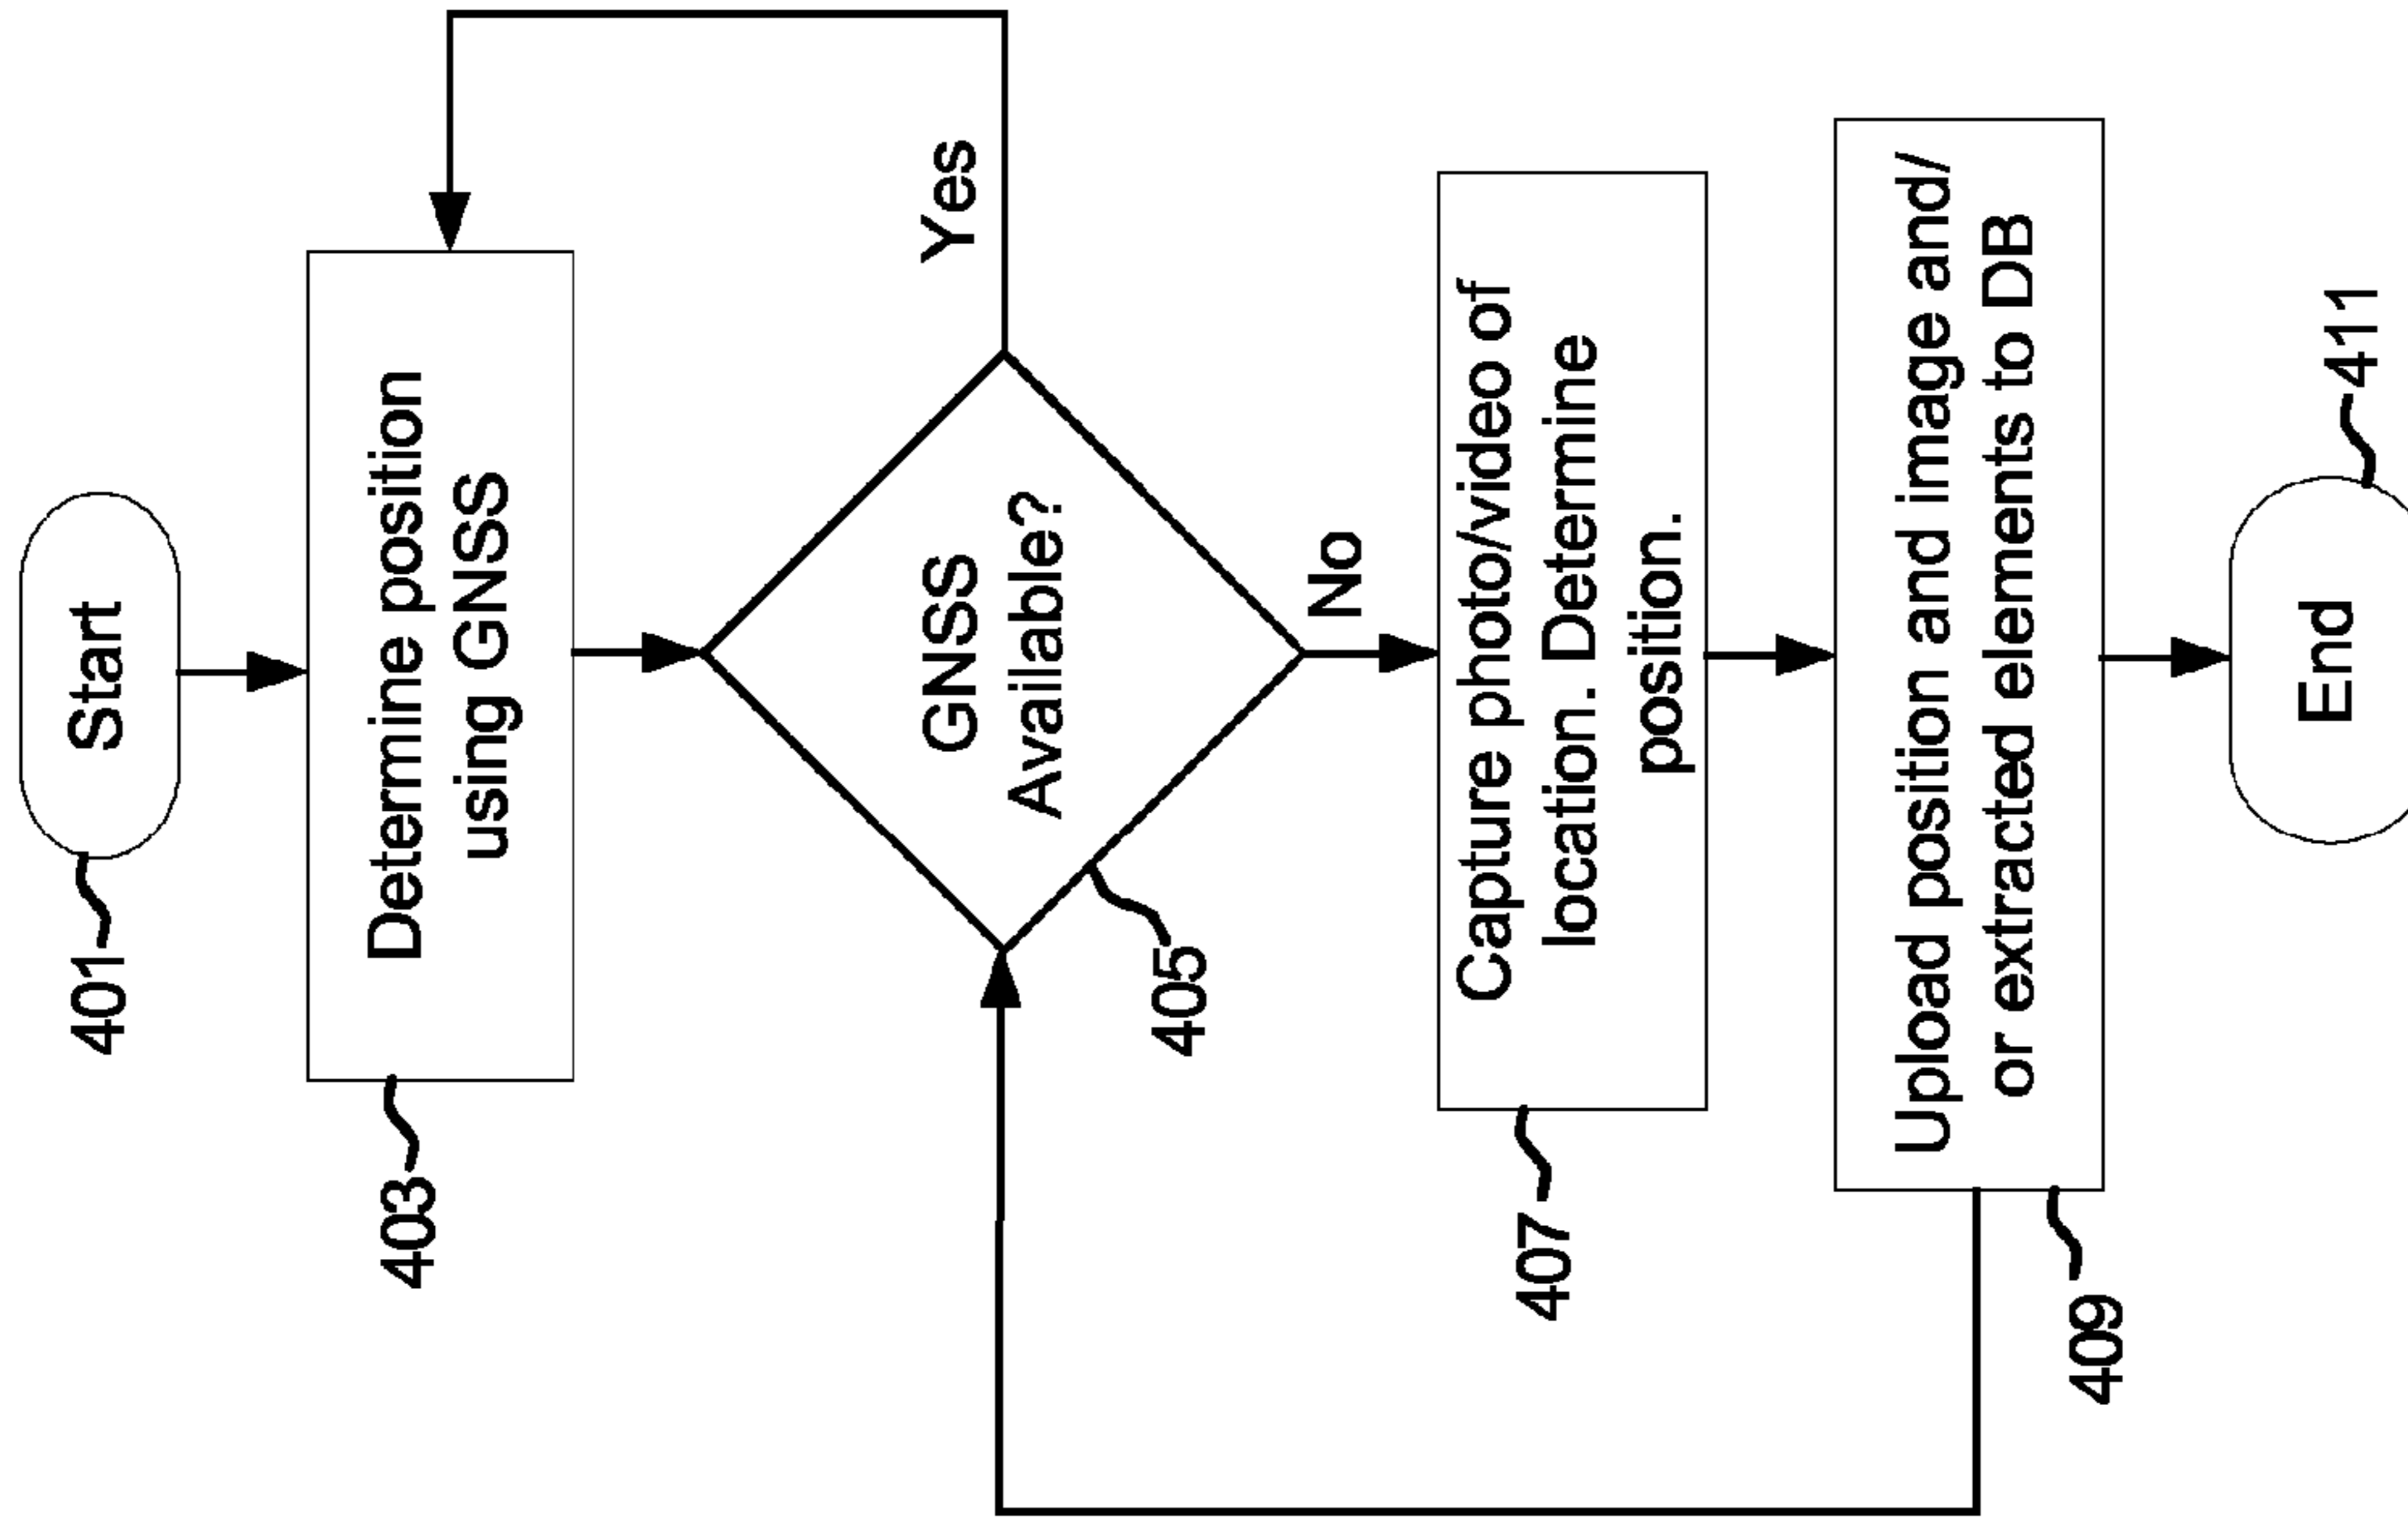 Start
401
Determine position
using GNSS
403
Yes
GNSS
Available?
405
No
Capture photo/video of
location. Determine
position.
407
Upload position and image and/
or extracted elements to DB
409
End
411